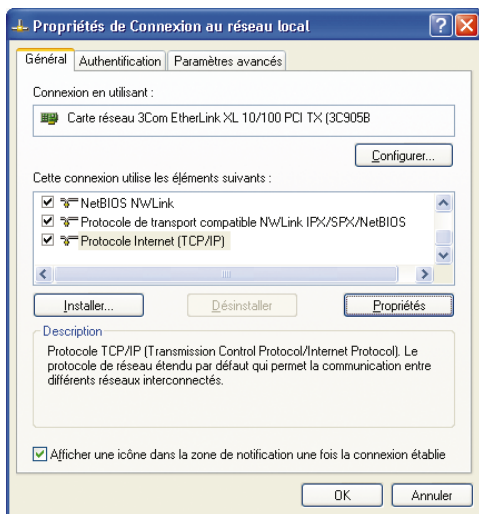 Propriétés de Connexion au réseau local
Général Authentification Paramètres avancés
Connexion en utilisant :
Carte réseau 3Com EtherLink XL 10/100 PCI TX (3C905B
Configurer...
Cette connexion utilise les éléments suivants :
NetBIOS NWLink
Protocole de transport compatible NWLink IPX/SPX/NetBIOS
Protocole Internet (TCP/IP)
Installer... Désinstaller Propriétés
Description
Protocole TCP/IP (Transmission Control Protocol/Internet Protocol). Le
protocole de réseau étendu par défaut qui permet la communication entre
différents réseaux interconnectés.
Afficher une icône dans la zone de notification une fois la connexion établie
OK Annuler